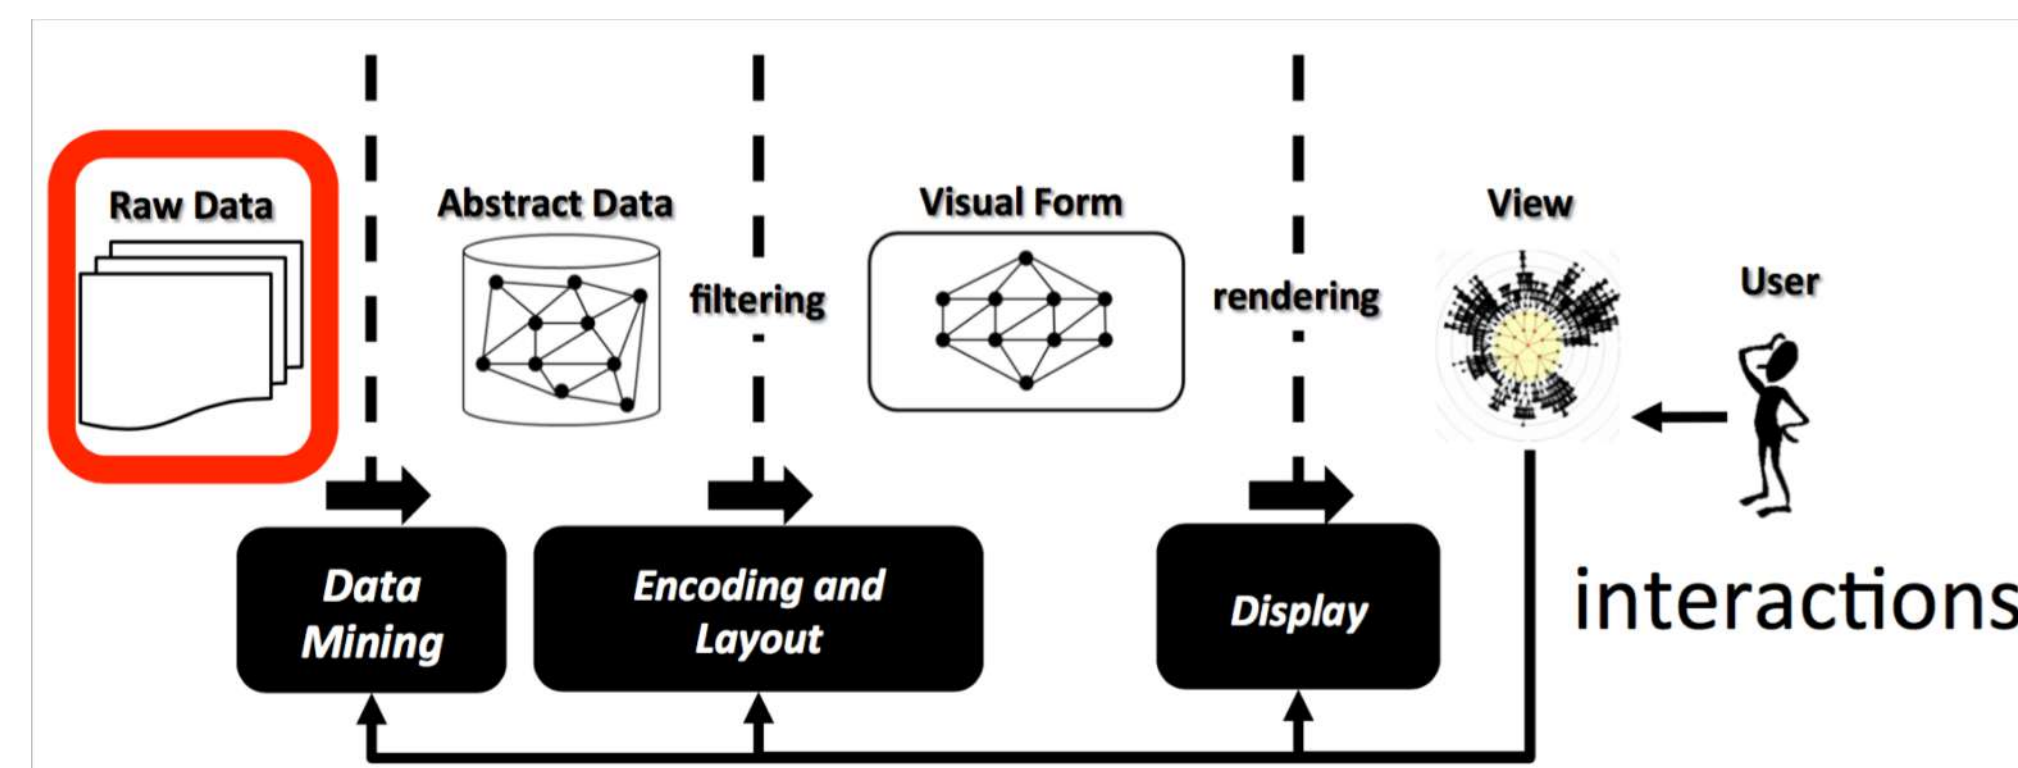 Raw Data
Abstract Data
filtering
Visual Form
rendering
View
User
Data
Mining
Encoding and
Layout
Display
interactions